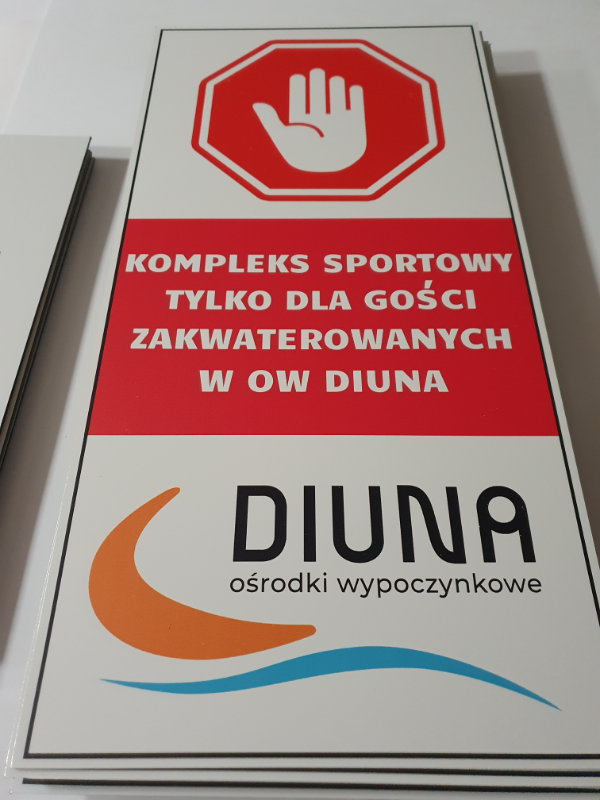 KOMPLEKS SPORTOWY
TYLKO DLA GOŚCI
ZAKWATEROWANYCH
W OW DIUNA
DIUNA
ośrodki wypoczynkowe